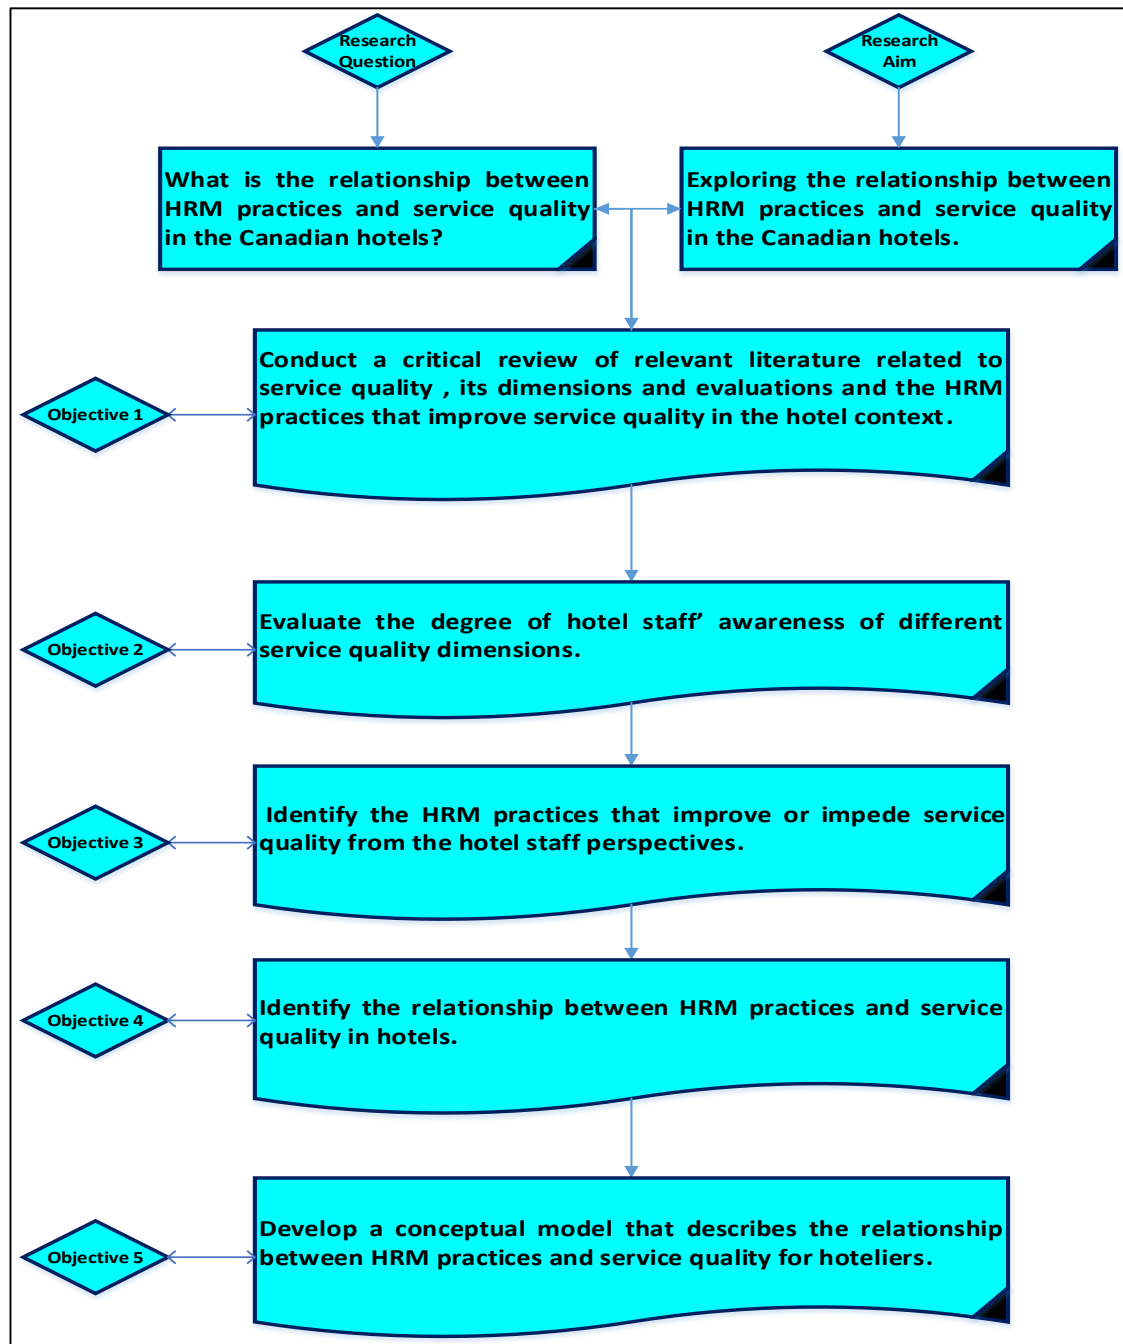 Research
Question
Research
Aim
What is the relationship between
HRM practices and service quality
in the Canadian hotels?
Exploring the relationship between
HRM practices and service quality
in the Canadian hotels.
Objective 1
Conduct a critical review of relevant literature related to
service quality , its dimensions and evaluations and the HRM
practices that improve service quality in the hotel context.
Objective 2
Evaluate the degree of hotel staff’ awareness of different
service quality dimensions.
Objective 3
Identify the HRM practices that improve or impede service
quality from the hotel staff perspectives.
Objective 4
Identify the relationship between HRM practices and service
quality in hotels.
Objective 5
Develop a conceptual model that describes the relationship
between HRM practices and service quality for hoteliers.